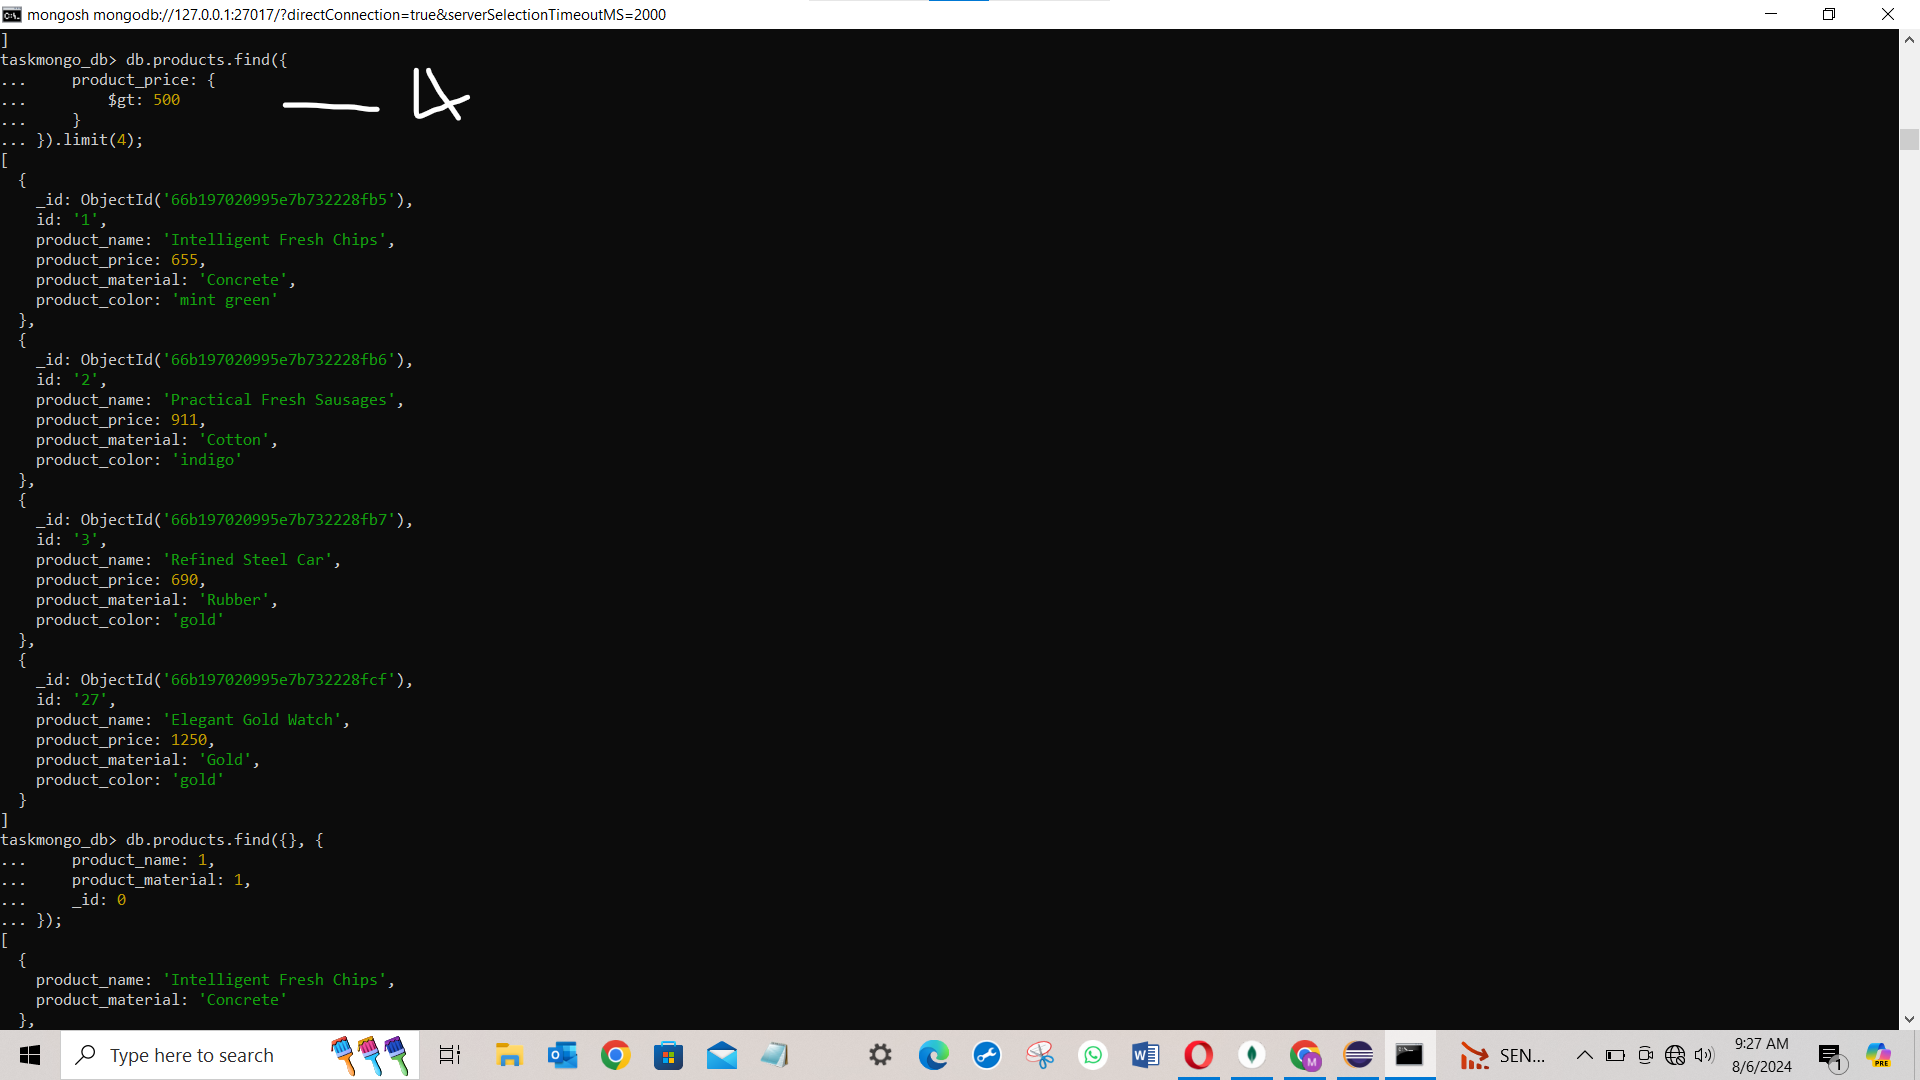 mongosh mongodb://127.0.0.1:27017/?directConnection=true&serverSelectionTimeoutMS=2000
]
taskmongo_db> db.products.find({
...     product_price: {
...         $gt: 500
...     }
... }).limit(4);
4
[
  {
    _id: ObjectId('66b197020995e7b732228fb5'),
    id: '1',
    product_name: 'Intelligent Fresh Chips',
    product_price: 655,
    product_material: 'Concrete',
    product_color: 'mint green'
  },
  {
    _id: ObjectId('66b197020995e7b732228fb6'),
    id: '2',
    product_name: 'Practical Fresh Sausages',
    product_price: 911,
    product_material: 'Cotton',
    product_color: 'indigo'
  },
  {
    _id: ObjectId('66b197020995e7b732228fb7'),
    id: '3',
    product_name: 'Refined Steel Car',
    product_price: 690,
    product_material: 'Rubber',
    product_color: 'gold'
  },
  {
    _id: ObjectId('66b197020995e7b732228fcf'),
    id: '27',
    product_name: 'Elegant Gold Watch',
    product_price: 1250,
    product_material: 'Gold',
    product_color: 'gold'
  }
]
taskmongo_db> db.products.find({}, {
...     product_name: 1,
...     product_material: 1,
...     _id: 0
... });
[
  {
    product_name: 'Intelligent Fresh Chips',
    product_material: 'Concrete'
  },
Type here to search
SEN...
9:27 AM
8/6/2024
1
PRE